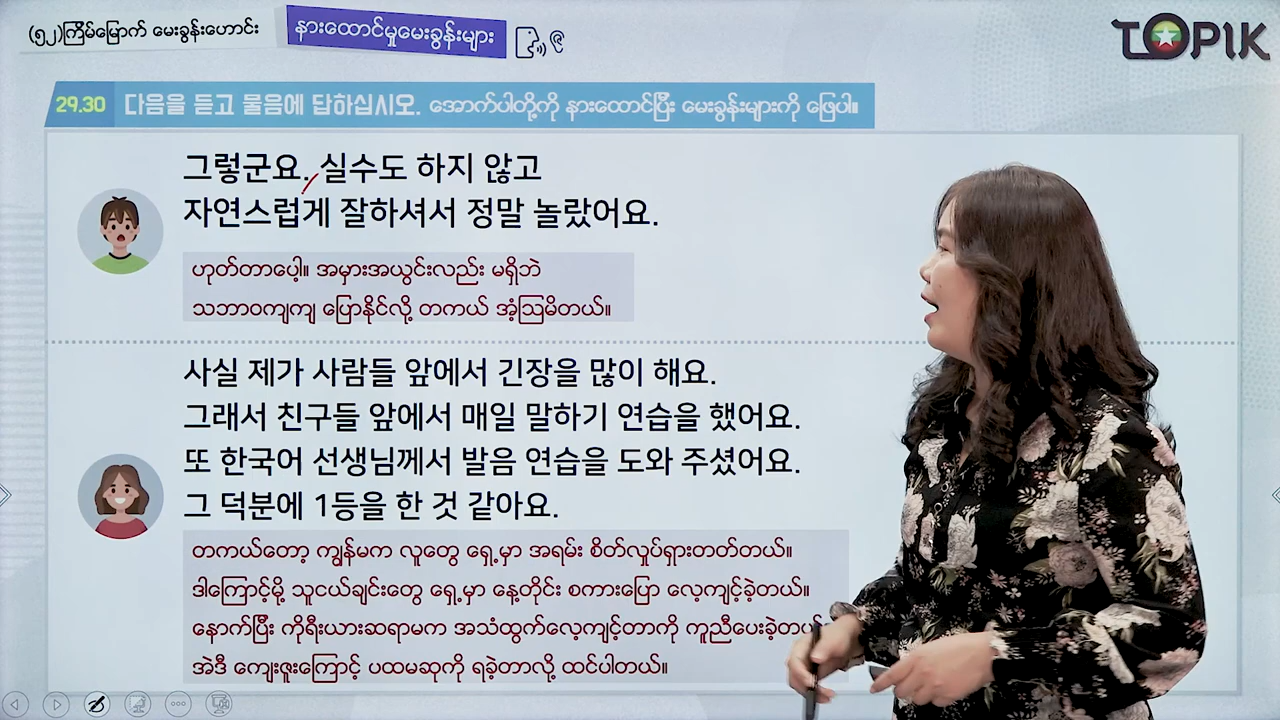 (၅၂)ကြိမ်မြောက် မေးခွန်းဟောင်း
နားထောင်မှုမေးခွန်းများ
TOPIK
29.30 다음을 듣고 물음에 답하십시오. အောက်ပါတို့ကို နားထောင်ပြီး မေးခွန်းများကို ဖြေပါ။
그렇군요. 실수도 하지 않고
자연스럽게 잘하셔서 정말 놀랐어요.
ဟုတ်တာပေါ့။ အမှားအယွင်းလည်း မရှိဘဲ
သဘာဝကျကျ ပြောနိုင်လို့ တကယ် အံ့ဩမိတယ်။
사실 제가 사람들 앞에서 긴장을 많이 해요.
그래서 친구들 앞에서 매일 말하기 연습을 했어요.
또 한국어 선생님께서 발음 연습을 도와 주셨어요.
그 덕분에 1등을 한 것 같아요.
တကယ်တော့ ကျွန်မက လူတွေ ရှေ့မှာ အရမ်း စိတ်လှုပ်ရှားတတ်တယ်။
ဒါကြောင့်မို့ သူငယ်ချင်းတွေ ရှေ့မှာ နေ့တိုင်း စကားပြော လေ့ကျင့်ခဲ့တယ်။
နောက်ပြီး ကိုရီးယားဆရာမက အသံထွက်လေ့ကျင့်တာကို ကူညီပေးခဲ့တယ်
အဲဒီ ကျေးဇူးကြောင့် ပထမဆုကို ရခဲ့တာလို့ ထင်ပါတယ်။